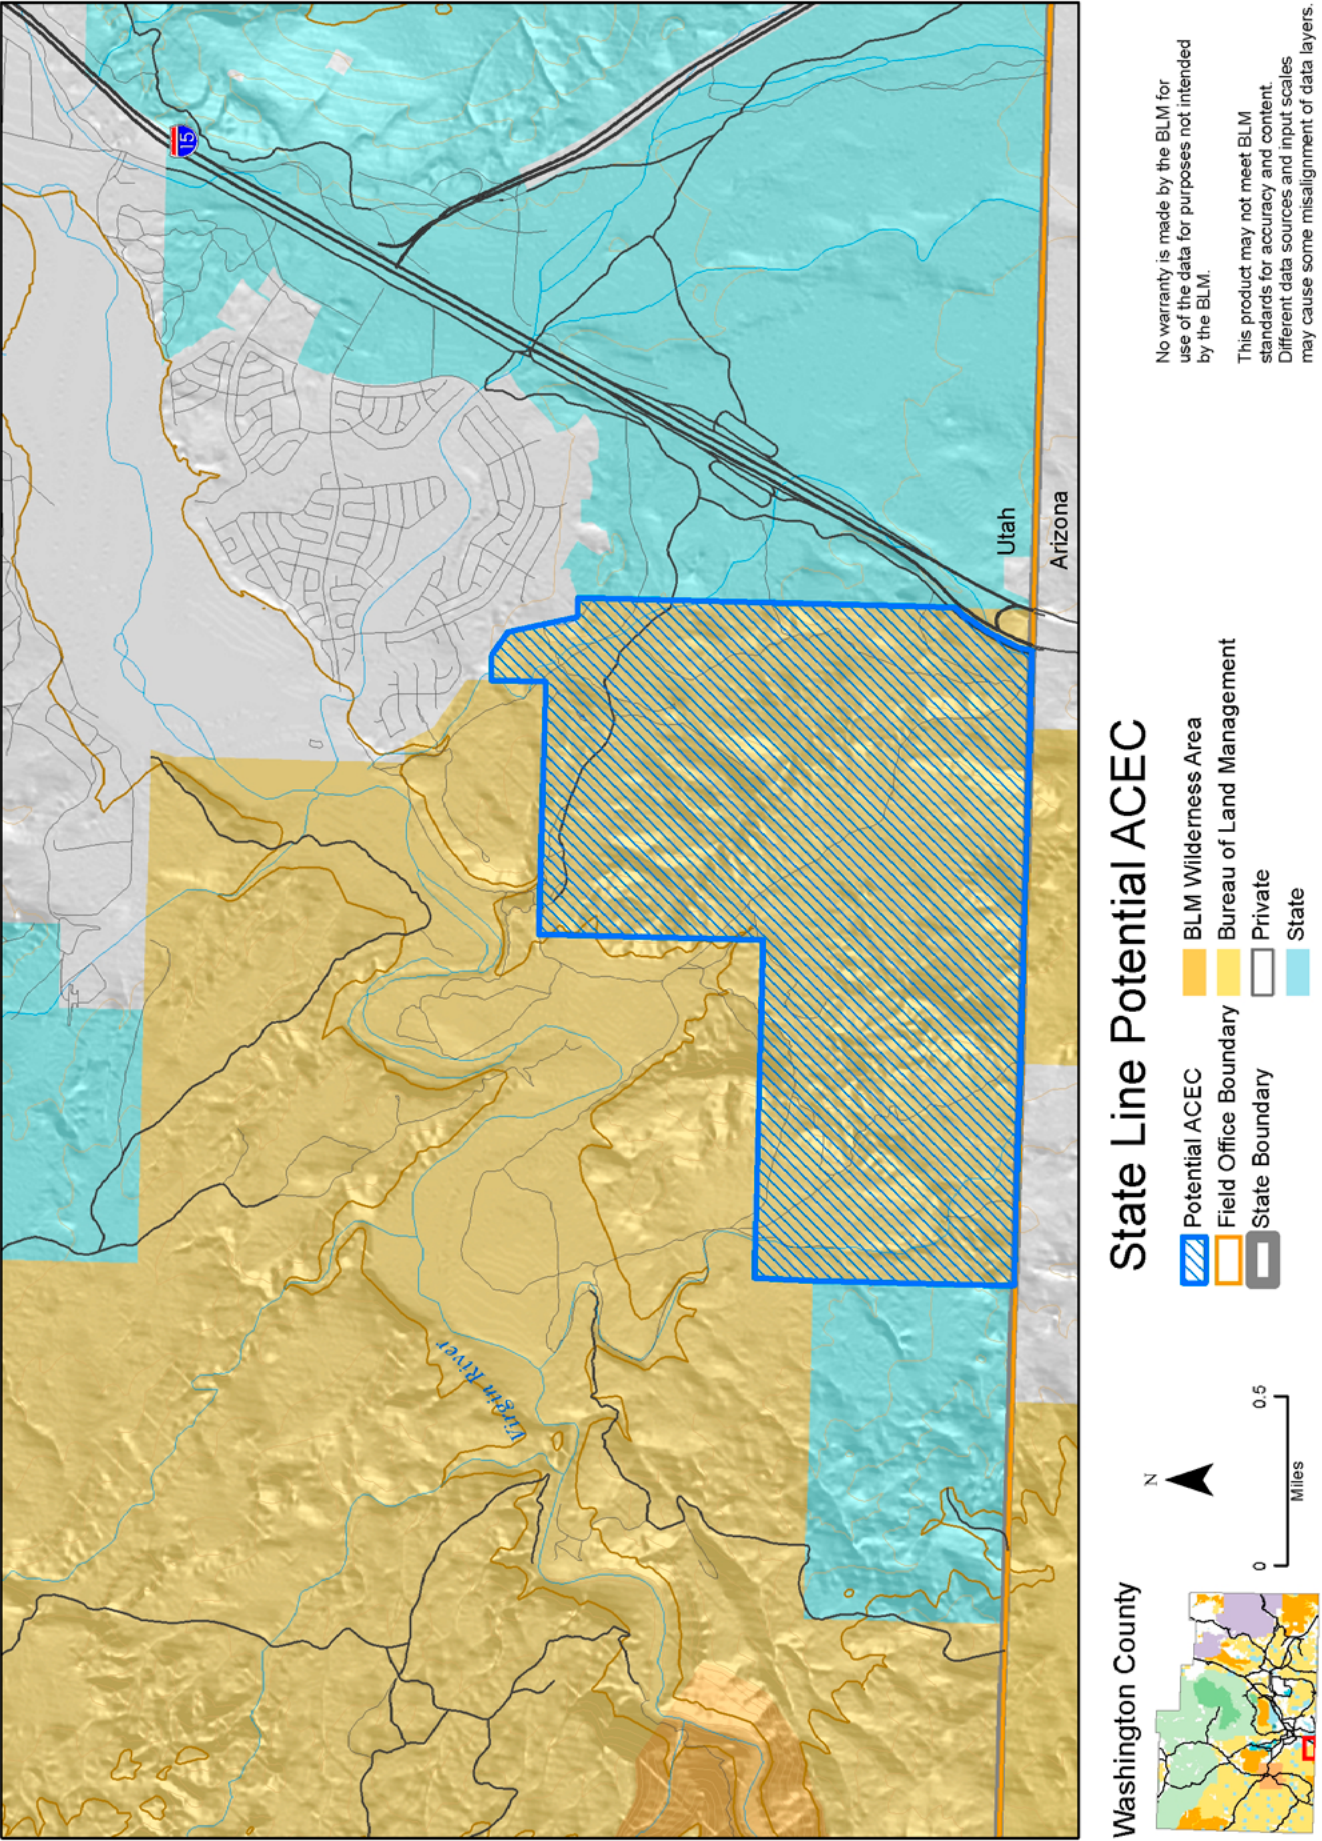 15
Virgin River
Utah
Arizona
State Line Potential ACEC
Washington County
N
0
0.5
Miles
Potential ACEC
Field Office Boundary
State Boundary
BLM Wilderness Area
Bureau of Land Management
Private
State
No warranty is made by the BLM for
use of the data for purposes not intended
by the BLM.
This product may not meet BLM
standards for accuracy and content.
Different data sources and input scales
may cause some misalignment of data layers.